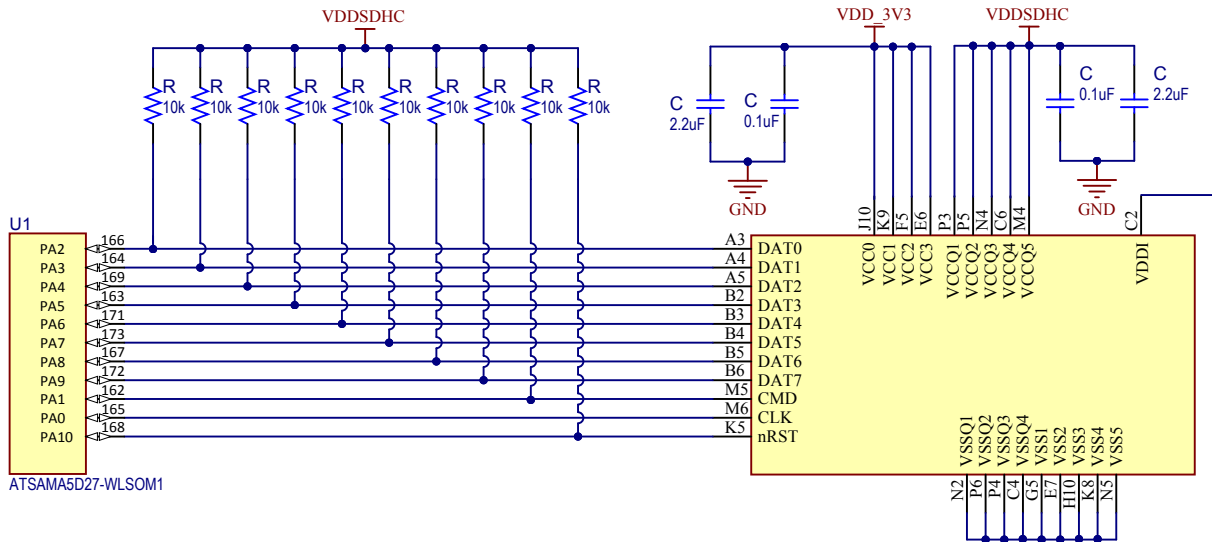 VDDSDHC
VDD_3V3
VDDSDHC
R R R R R R R R R R
10k 10k 10k 10k 10k 10k 10k 10k 10k 10k
C
2.2uF
C
0.1uF
C
0.1uF
C
2.2uF
GND
GND
J10 K9 F5 E6 P3 P5 N4 C6 M4 C2
VCC0 VCC1 VCC2 VCC3 VCCQ1 VCCQ2 VCCQ3 VCCQ4 VCCQ5 VDDI
U1
PA2 166 A3 DAT0
PA3 164 A4 DAT1
PA4 169 A5 DAT2
PA5 163 B2 DAT3
PA6 171 B3 DAT4
PA7 173 B4 DAT5
PA8 167 B5 DAT6
PA9 172 B6 DAT7
PA1 162 M5 CMD
PA0 165 M6 CLK
PA10 168 K5 nRST
VSSQ1 VSSQ2 VSSQ3 VSSQ4 VSS1 VSS2 VSS3 VSS4 VSS5
N2 P6 P4 C4 G5 E7 H10 K8 N5
ATSAMA5D27-WLSOM1